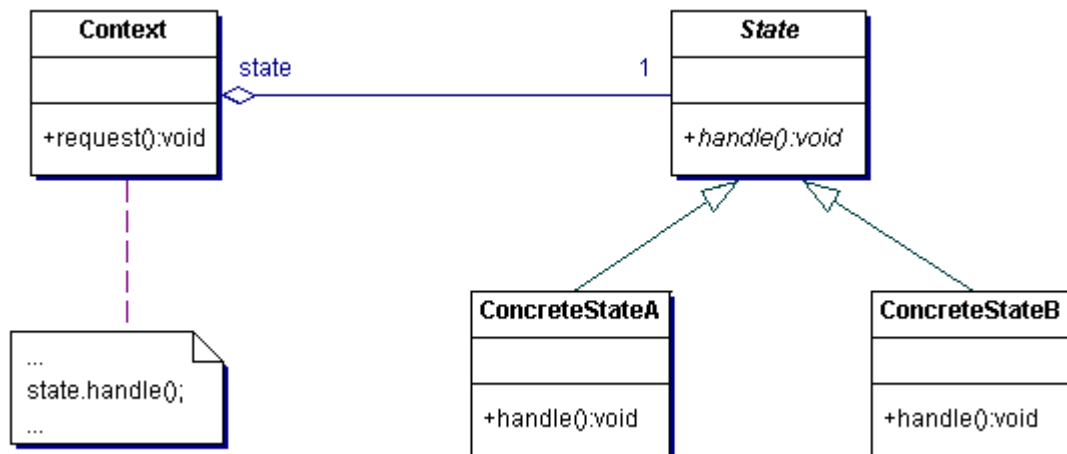 Context
State
state
1
+request():void
+handle():void
ConcreteStateA
ConcreteStateB
...
state.handle();
...
+handle():void
+handle():void